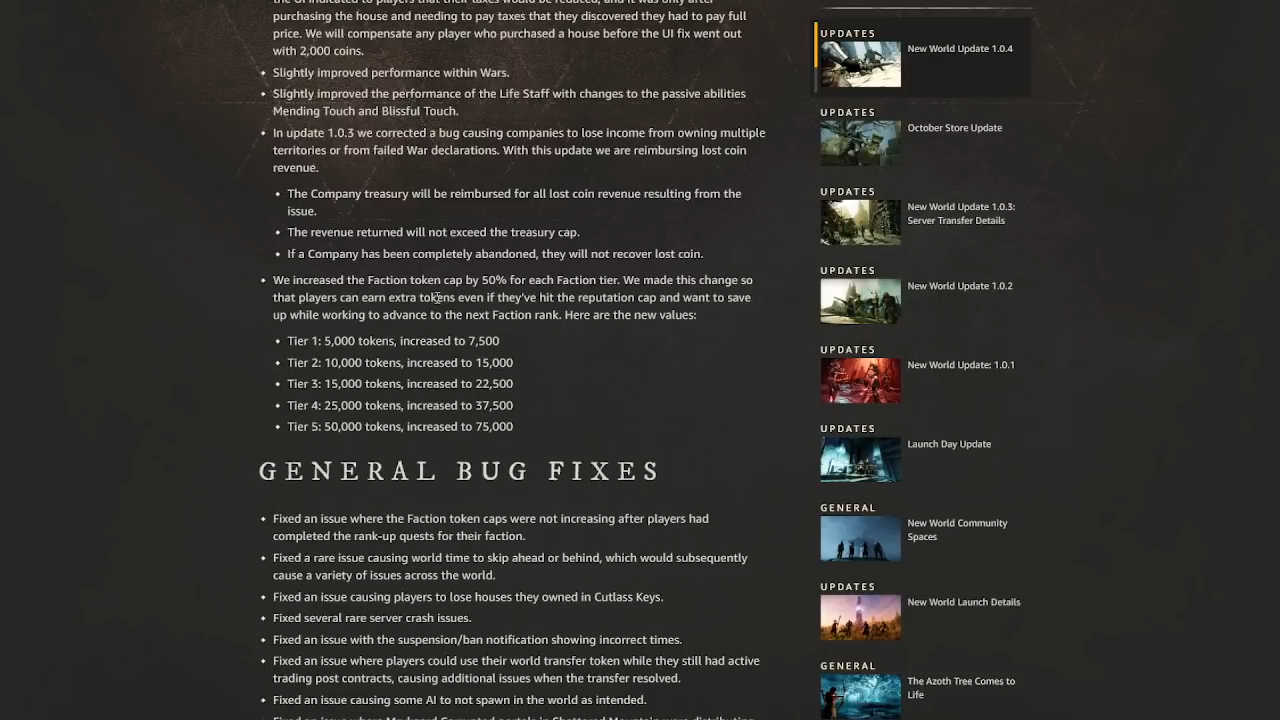 the UI indicated to players that their taxes would be reduced, and it was only after
purchasing the house and needing to pay taxes that they discovered they had to pay full
price. We will compensate any player who purchased a house before the UI fix went out
with 2,000 coins.
Slightly improved performance within Wars.
Slightly improved the performance of the Life Staff with changes to the passive abilities
Mending Touch and Blissful Touch.
In update 1.0.3 we corrected a bug causing companies to lose income from owning multiple
territories or from failed War declarations. With this update we are reimbursing lost coin
revenue.
The Company treasury will be reimbursed for all lost coin revenue resulting from the
issue.
The revenue returned will not exceed the treasury cap.
If a Company has been completely abandoned, they will not recover lost coin.
We increased the Faction token cap by 50% for each Faction tier. We made this change so
that players can earn extra tokens even if they've hit the reputation cap and want to save
up while working to advance to the next Faction rank. Here are the new values:
Tier 1: 5,000 tokens, increased to 7,500
Tier 2: 10,000 tokens, increased to 15,000
Tier 3: 15,000 tokens, increased to 22,500
Tier 4: 25,000 tokens, increased to 37,500
Tier 5: 50,000 tokens, increased to 75,000
GENERAL BUG FIXES
Fixed an issue where the Faction token caps were not increasing after players had
completed the rank-up quests for their faction.
Fixed a rare issue causing world time to skip ahead or behind, which would subsequently
cause a variety of issues across the world.
Fixed an issue causing players to lose houses they owned in Cutlass Keys.
Fixed several rare server crash issues.
Fixed an issue with the suspension/ban notification showing incorrect times.
Fixed an issue where players could use their world transfer token while they still had active
trading post contracts, causing additional issues when the transfer resolved.
Fixed an issue causing some AI to not spawn in the world as intended.
Fixed an issue where Myrkgard Corrupted portals in Shattered Mountain were distributing
UPDATES
New World Update 1.0.4
UPDATES
October Store Update
UPDATES
New World Update 1.0.3:
Server Transfer Details
UPDATES
New World Update 1.0.2
UPDATES
New World Update: 1.0.1
UPDATES
Launch Day Update
GENERAL
New World Community
Spaces
UPDATES
New World Launch Details
GENERAL
The Azoth Tree Comes to
Life